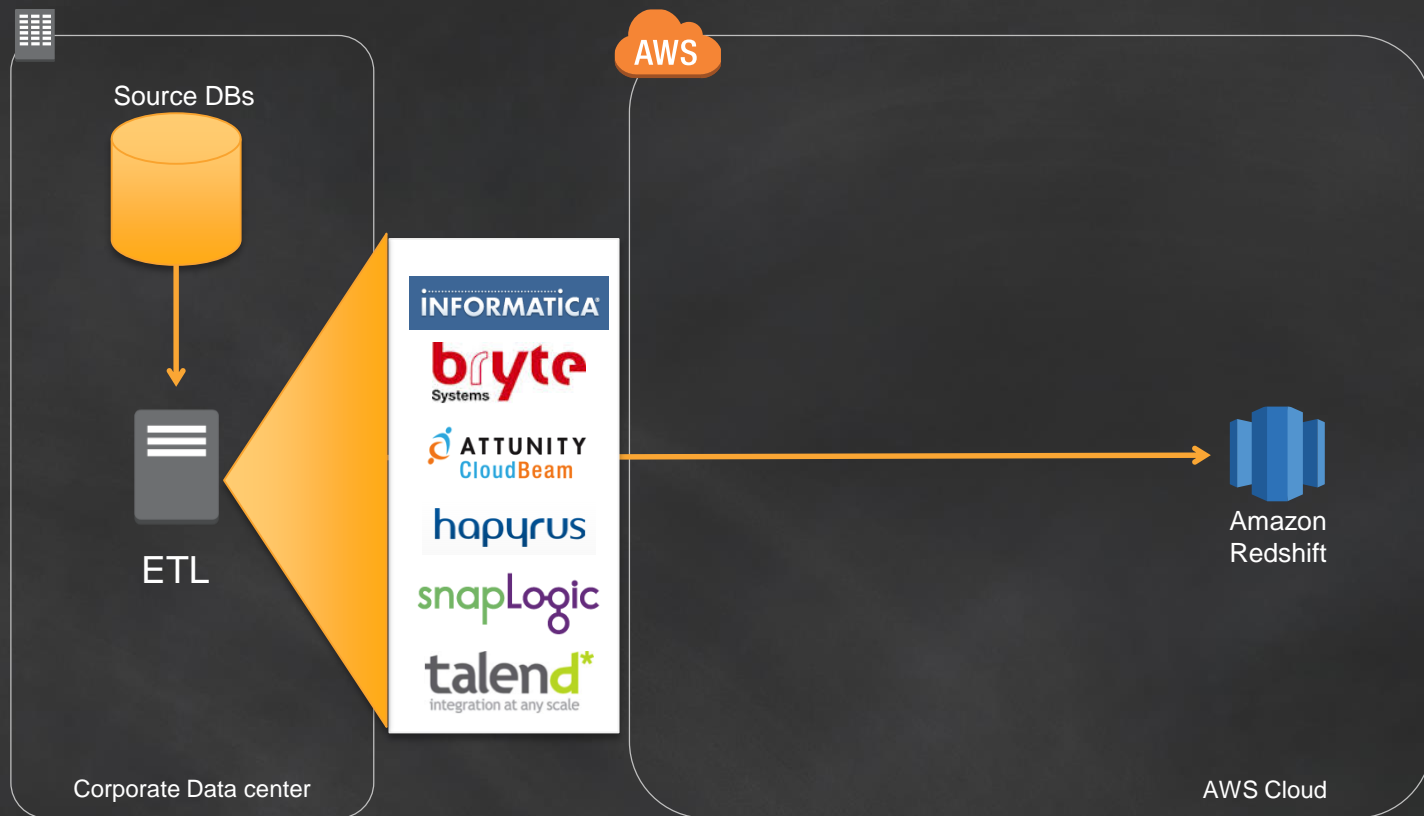 AWS
Source DBs
INFORMATICA®
bryte
Systems
ATTUNITY
CloudBeam
hapyrus
snapLogic
talend*
integration at any scale
ETL
Amazon
Redshift
Corporate Data center
AWS Cloud